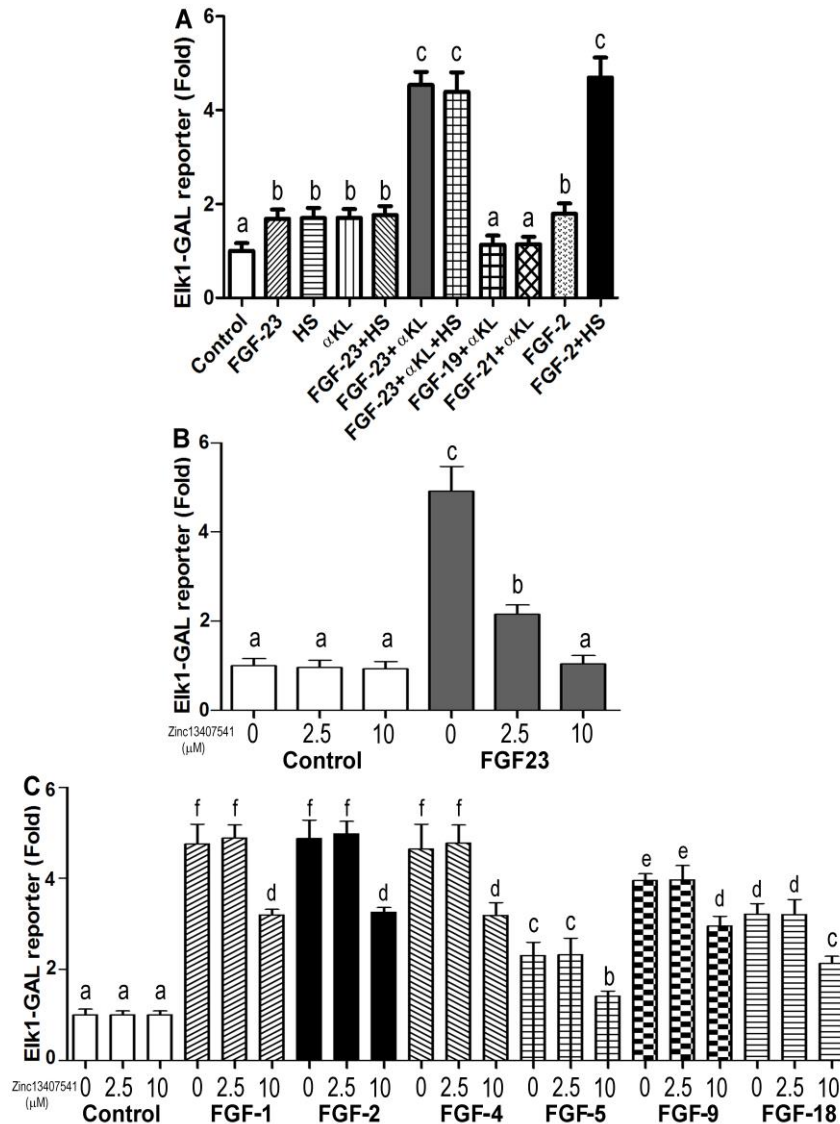 A
Elk1-GAL reporter (Fold)
6
4
2
0
a
b
b
b
b
c
c
a
a
b
c
Control
FGF-23
HS
αKL
FGF-23+HS
FGF-23+αKL
FGF-23+αKL+HS
FGF-19+αKL
FGF-21+αKL
FGF-2
FGF-2+HS
B
Elk1-GAL reporter (Fold)
6
4
2
0
a a a c b a
Zinc13407541
(μM)
0 2.5 10 0 2.5 10
Control FGF23
C
Elk1-GAL reporter (Fold)
6
4
2
0
a a a f f d f f d f f d c c b e e d d d c
Zinc13407541
(μM)
0 2.5 10 0 2.5 10 0 2.5 10 0 2.5 10 0 2.5 10 0 2.5 10 0 2.5 10
Control FGF-1 FGF-2 FGF-4 FGF-5 FGF-9 FGF-18